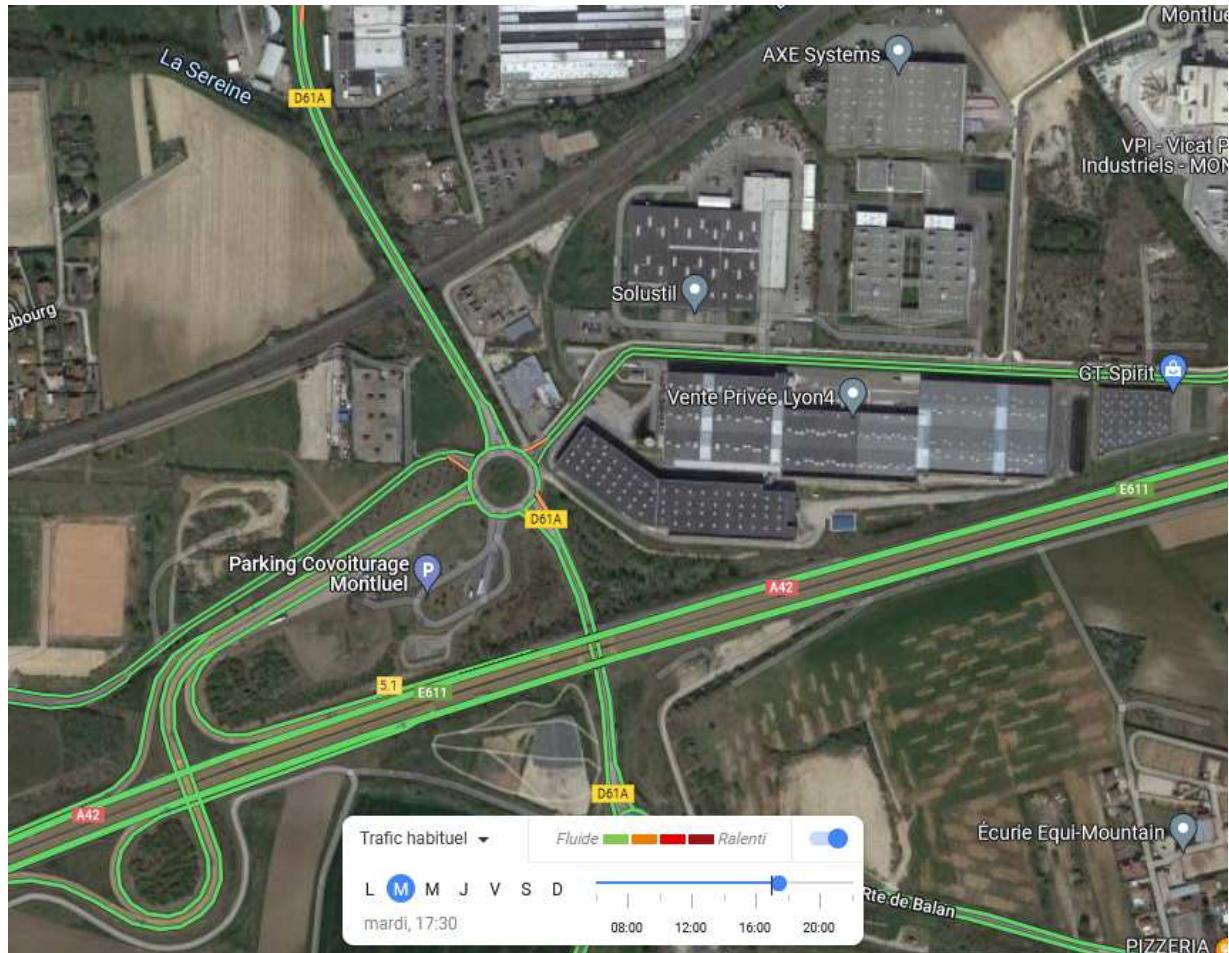 Montlue
AXE Systems
La Sereine
D61A
VPI - Vicat P
Industriels - MON
Solustil
ubourg
GT Spirit
Vente Privée Lyon4
E611
D61A
Parking Covoiturage
Montluel
P
A42
5.1
E611
D61A
A42
Trafic habituel
Fluide
Ralenti
Écurie Equi-Mountain
L M M J V S D
mardi, 17:30
08:00 12:00 16:00 20:00
Rte de Balan
PIZZERIA